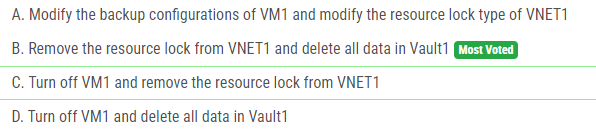 A. Modify the backup configurations of VM1 and modify the resource lock type of VNET1
B. Remove the resource lock from VNET1 and delete all data in Vault1 Most Voted
C. Turn off VM1 and remove the resource lock from VNET1
D. Turn off VM1 and delete all data in Vault1